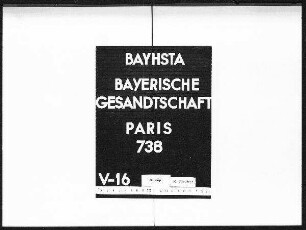 BAYHSTA
BAYERISCHE
GESANDTSCHAFT
PARIS
738
V-16